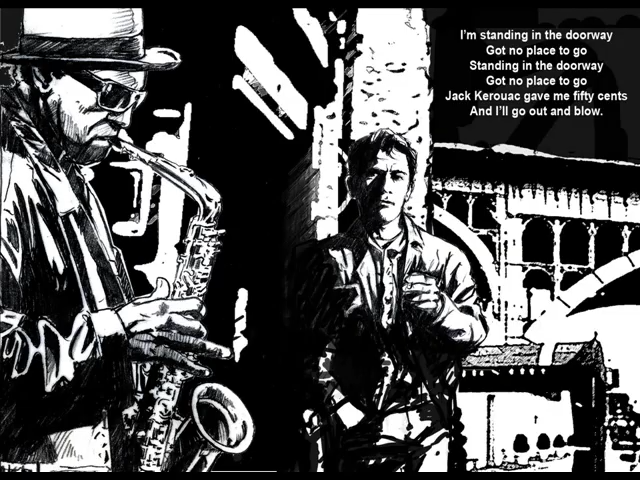 I'm standing in the doorway
Got no place to go
Standing in the doorway
Got no place to go
Jack Kerouac gave me fifty cents
And I'll go out and blow.